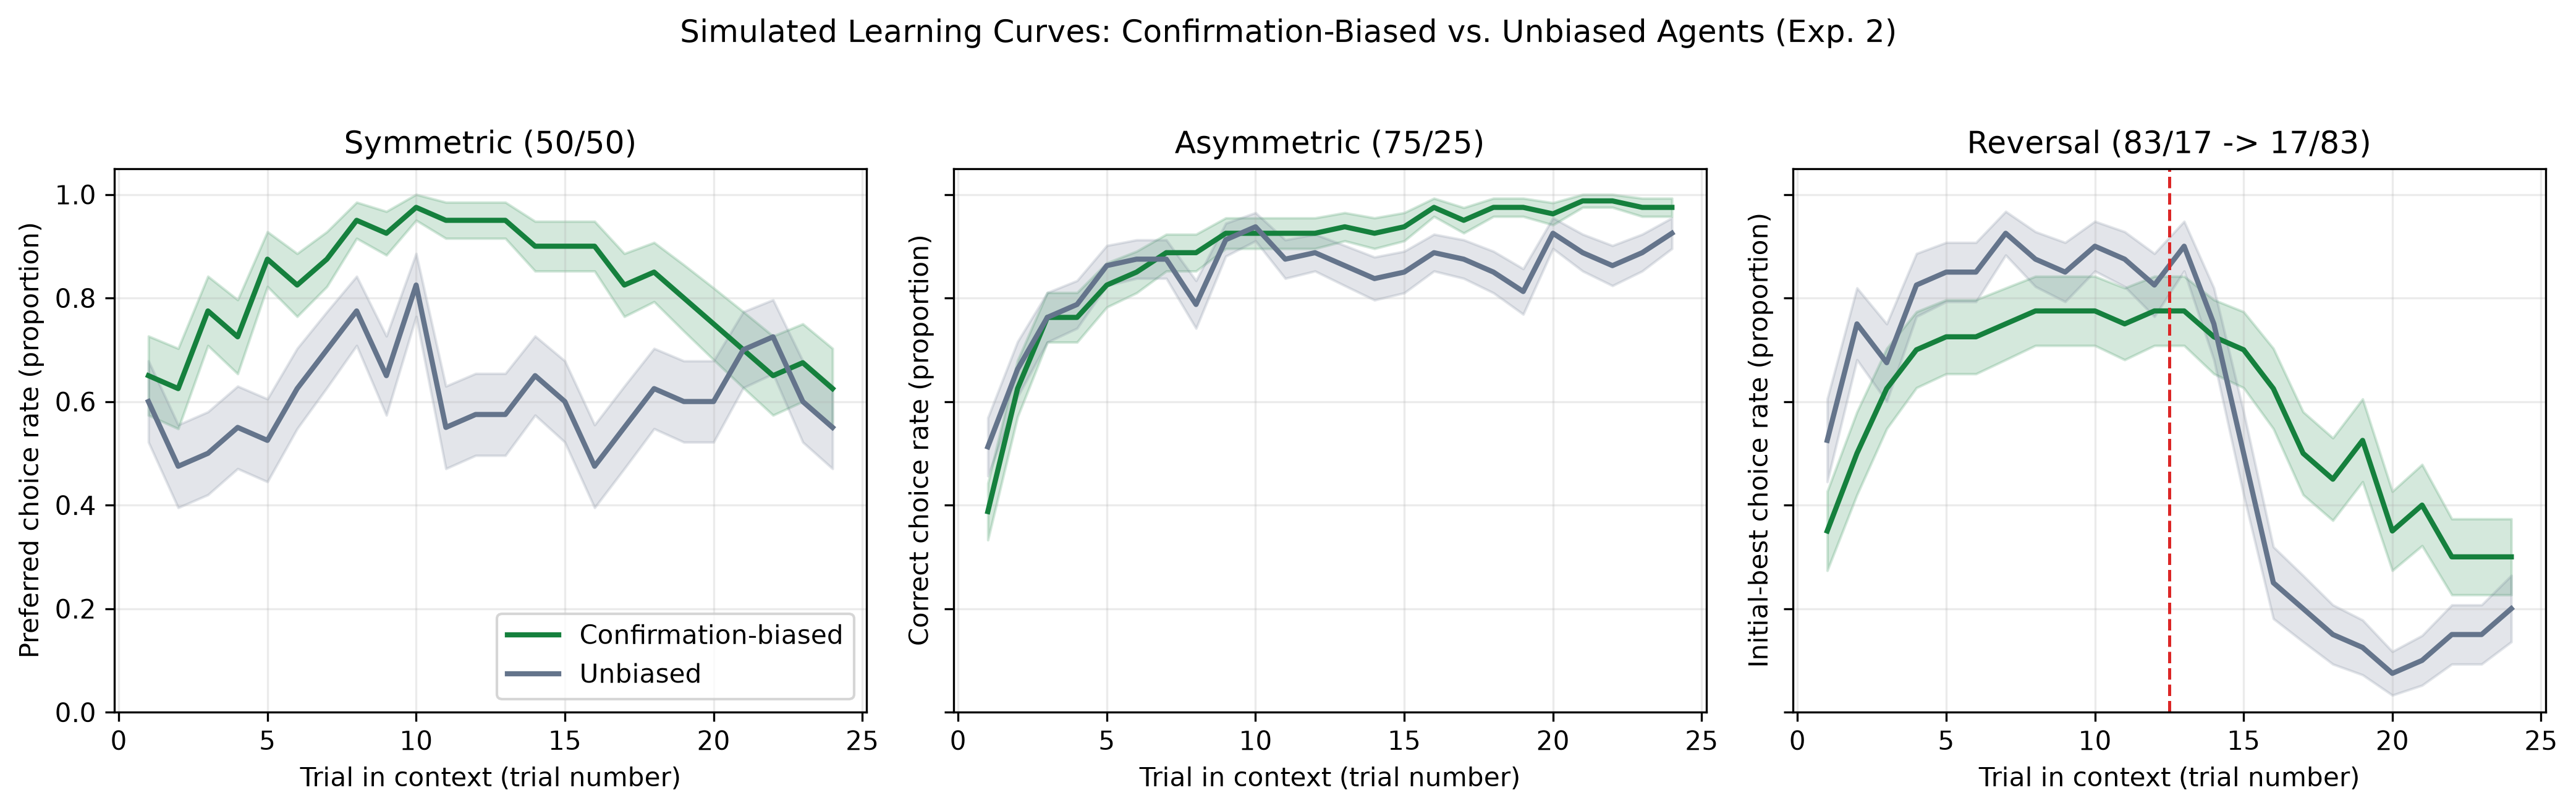 Simulated Learning Curves: Confirmation-Biased vs. Unbiased Agents (Exp. 2)
Symmetric (50/50)
Preferred choice rate (proportion)
1.0
0.8
0.6
0.4
0.2
0.0
Confirmation-biased
Unbiased
0 5 10 15 20 25
Trial in context (trial number)
Asymmetric (75/25)
Correct choice rate (proportion)
0 5 10 15 20 25
Trial in context (trial number)
Reversal (83/17 -> 17/83)
Initial-best choice rate (proportion)
0 5 10 15 20 25
Trial in context (trial number)